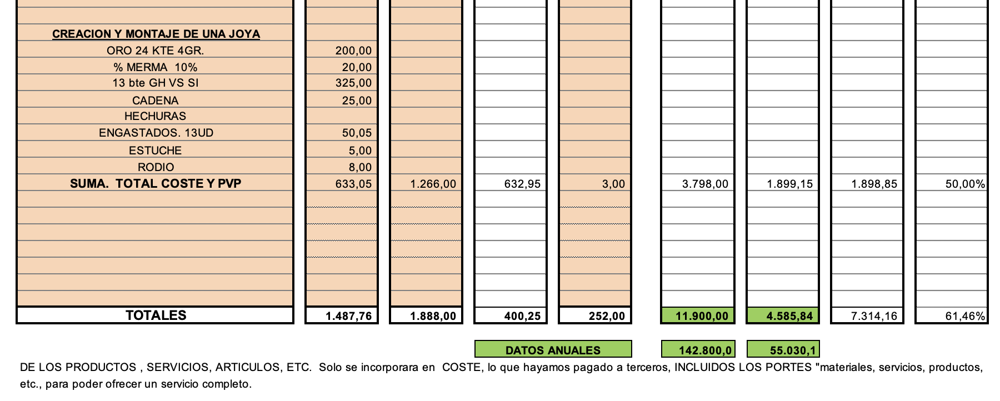 CREACION Y MONTAJE DE UNA JOYA
ORO 24 KTE 4GR. 200,00
% MERMA 10% 20,00
13 bte GH VS SI 325,00
CADENA 25,00
HECHURAS
ENGASTADOS. 13UD 50,05
ESTUCHE 5,00
RODIO 8,00
SUMA. TOTAL COSTE Y PVP 633,05 1.266,00 632,95 3,00 3.798,00 1.899,15 1.898,85 50,00%
TOTALES 1.487,76 1.888,00 400,25 252,00 11.900,00 4.585,84 7.314,16 61,46%
DATOS ANUALES 142.800,0 55.030,1
DE LOS PRODUCTOS , SERVICIOS, ARTICULOS, ETC. Solo se incorporara en COSTE, lo que hayamos pagado a terceros, INCLUIDOS LOS PORTES "materiales, servicios, productos,
etc., para poder ofrecer un servicio completo.